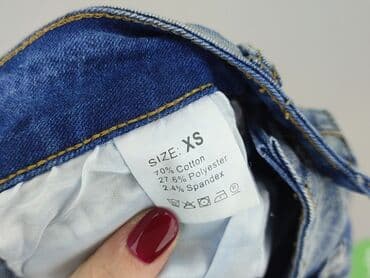 SIZE: XS
70% Cotton
27.6% Polyester
2.4% Spandex